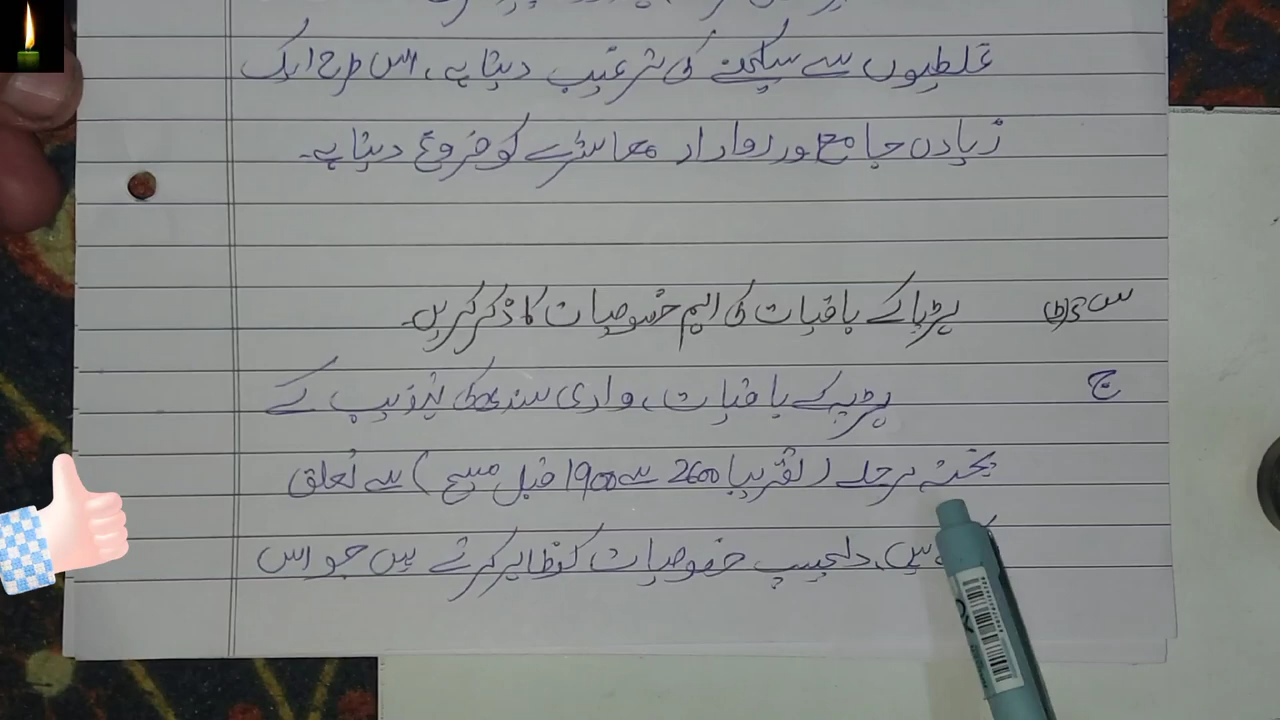 غلطیوں سے سیکھنے کی ترغیب دیتا ہے، اس طرح ایک
زیادہ جامع اور روادار معاشرے کو فروغ دیتا ہے۔
ہڑپا کے باقیات کی اہم خصوصیات کا ذکر کریں۔
ج ہڑپہ کے باقیات، وادی سندھ کی تہذیب کے
پختہ مرحلے (تقریبا 2600 سے 1900 قبل مسیح) سے تعلق
ہیں، دلچسپ خصوصیات کو ظاہر کرتے ہیں جو اس